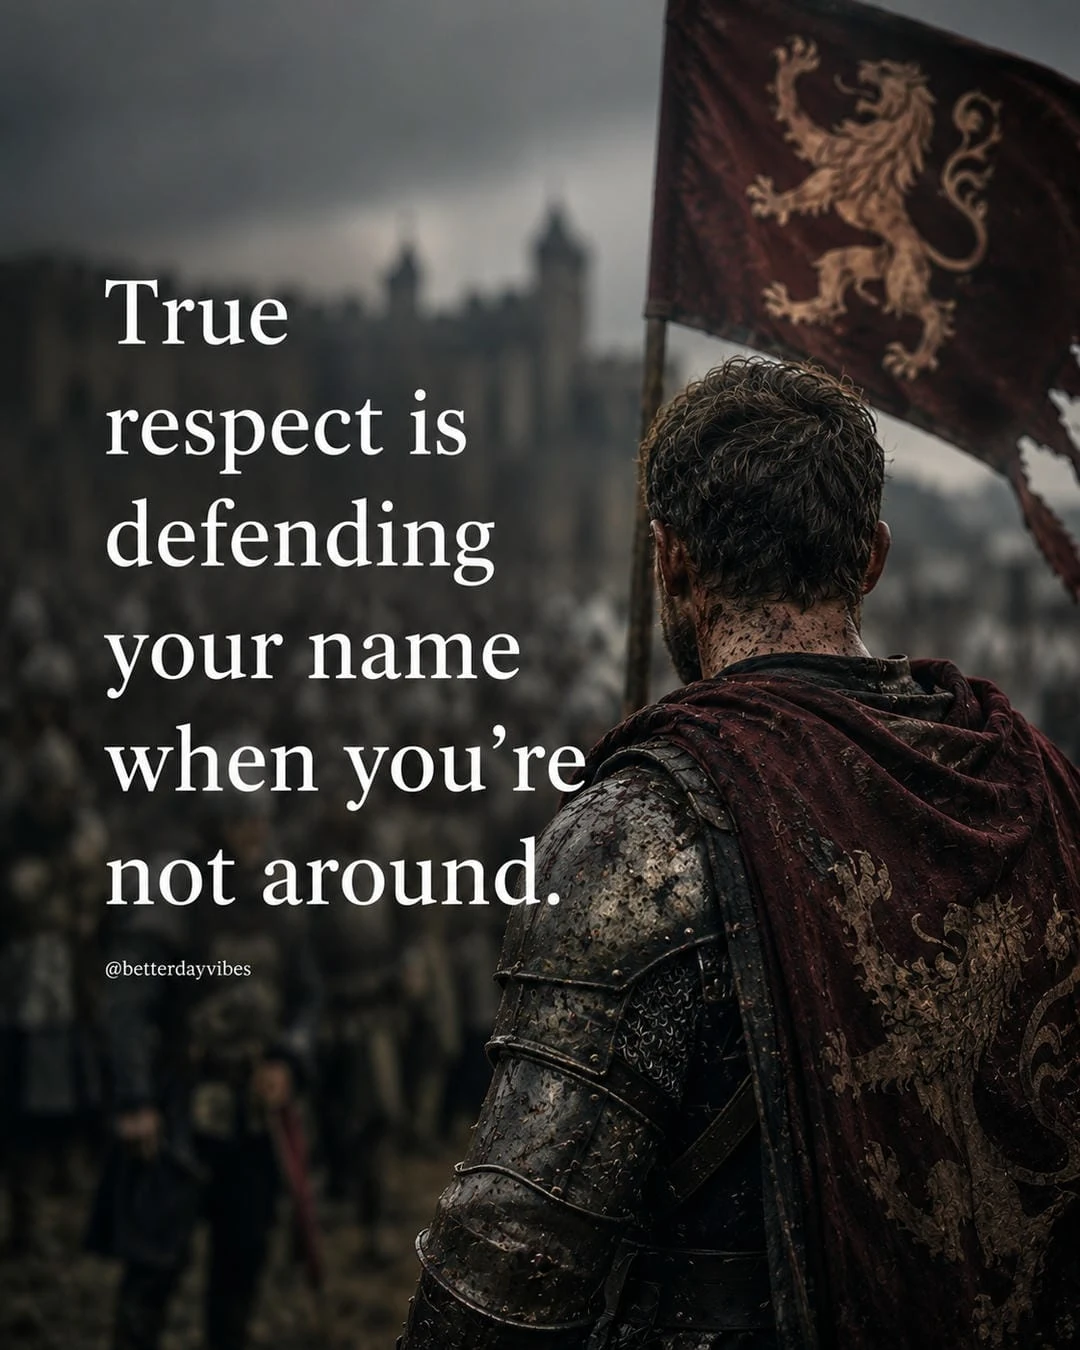 True
respect is
defending
your name
when you’re
not around.
@betterdayvibes